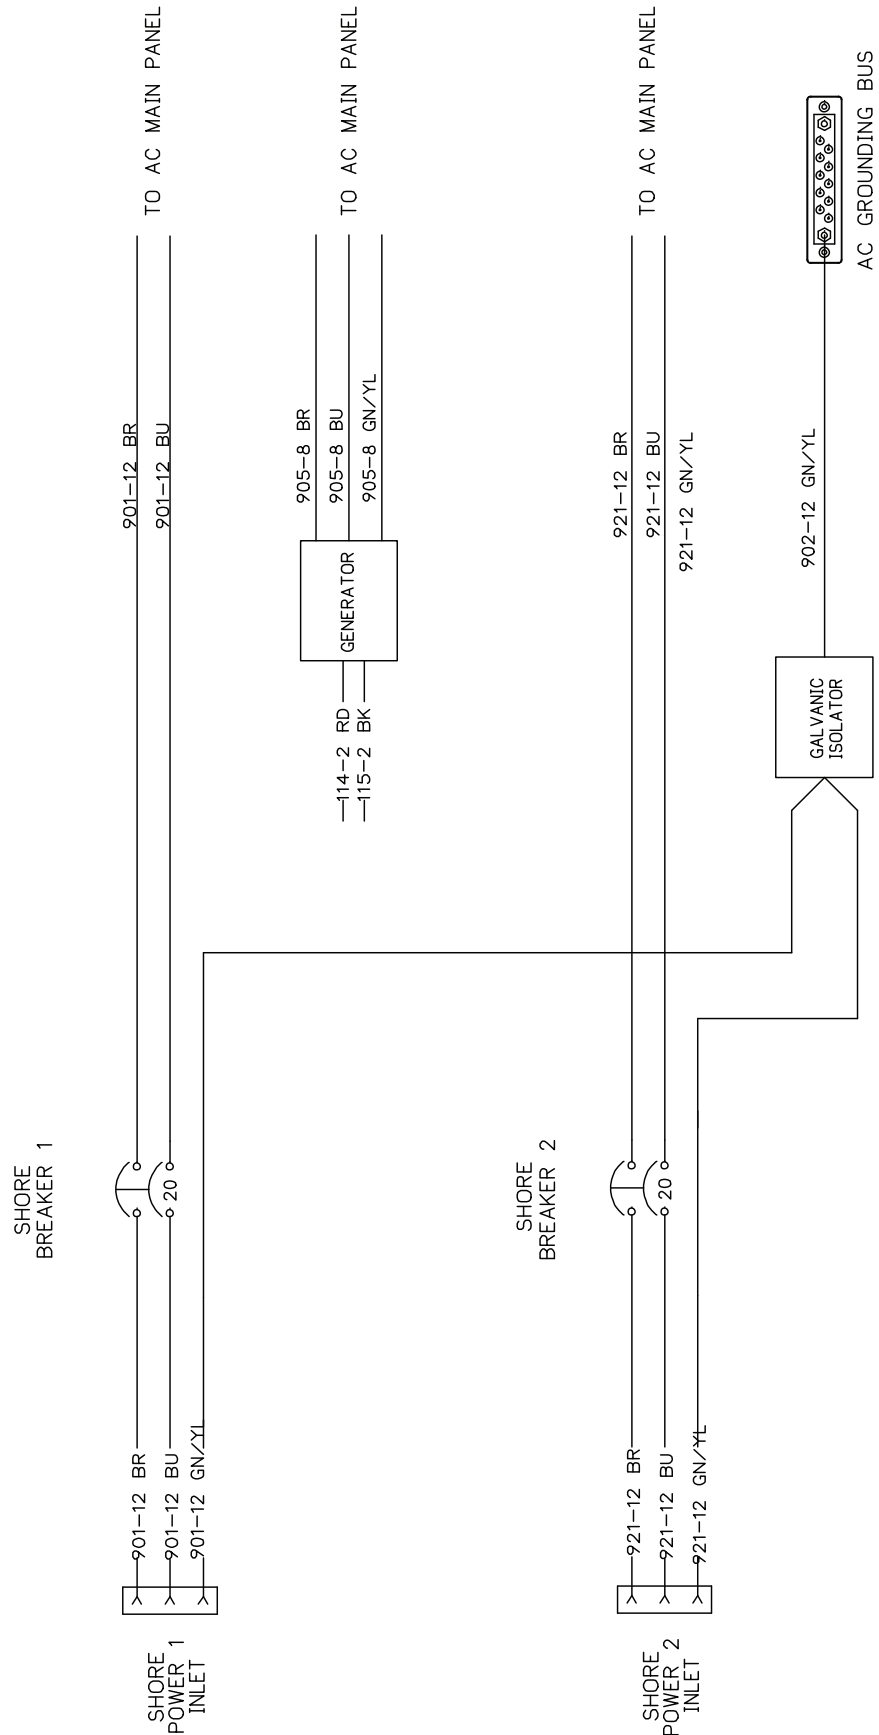 SHORE
POWER 1
INLET
901-12 BR
901-12 BU
901-12 GN/YL
SHORE
BREAKER 1
20
901-12 BR
901-12 BU
TO AC MAIN PANEL
114-2 RD
115-2 BK
GENERATOR
905-8 BR
905-8 BU
905-8 GN/YL
TO AC MAIN PANEL
SHORE
POWER 2
INLET
921-12 BR
921-12 BU
921-12 GN/YL
SHORE
BREAKER 2
20
921-12 BR
921-12 BU
921-12 GN/YL
TO AC MAIN PANEL
GALVANIC
ISOLATOR
902-12 GN/YL
AC GROUNDING BUS